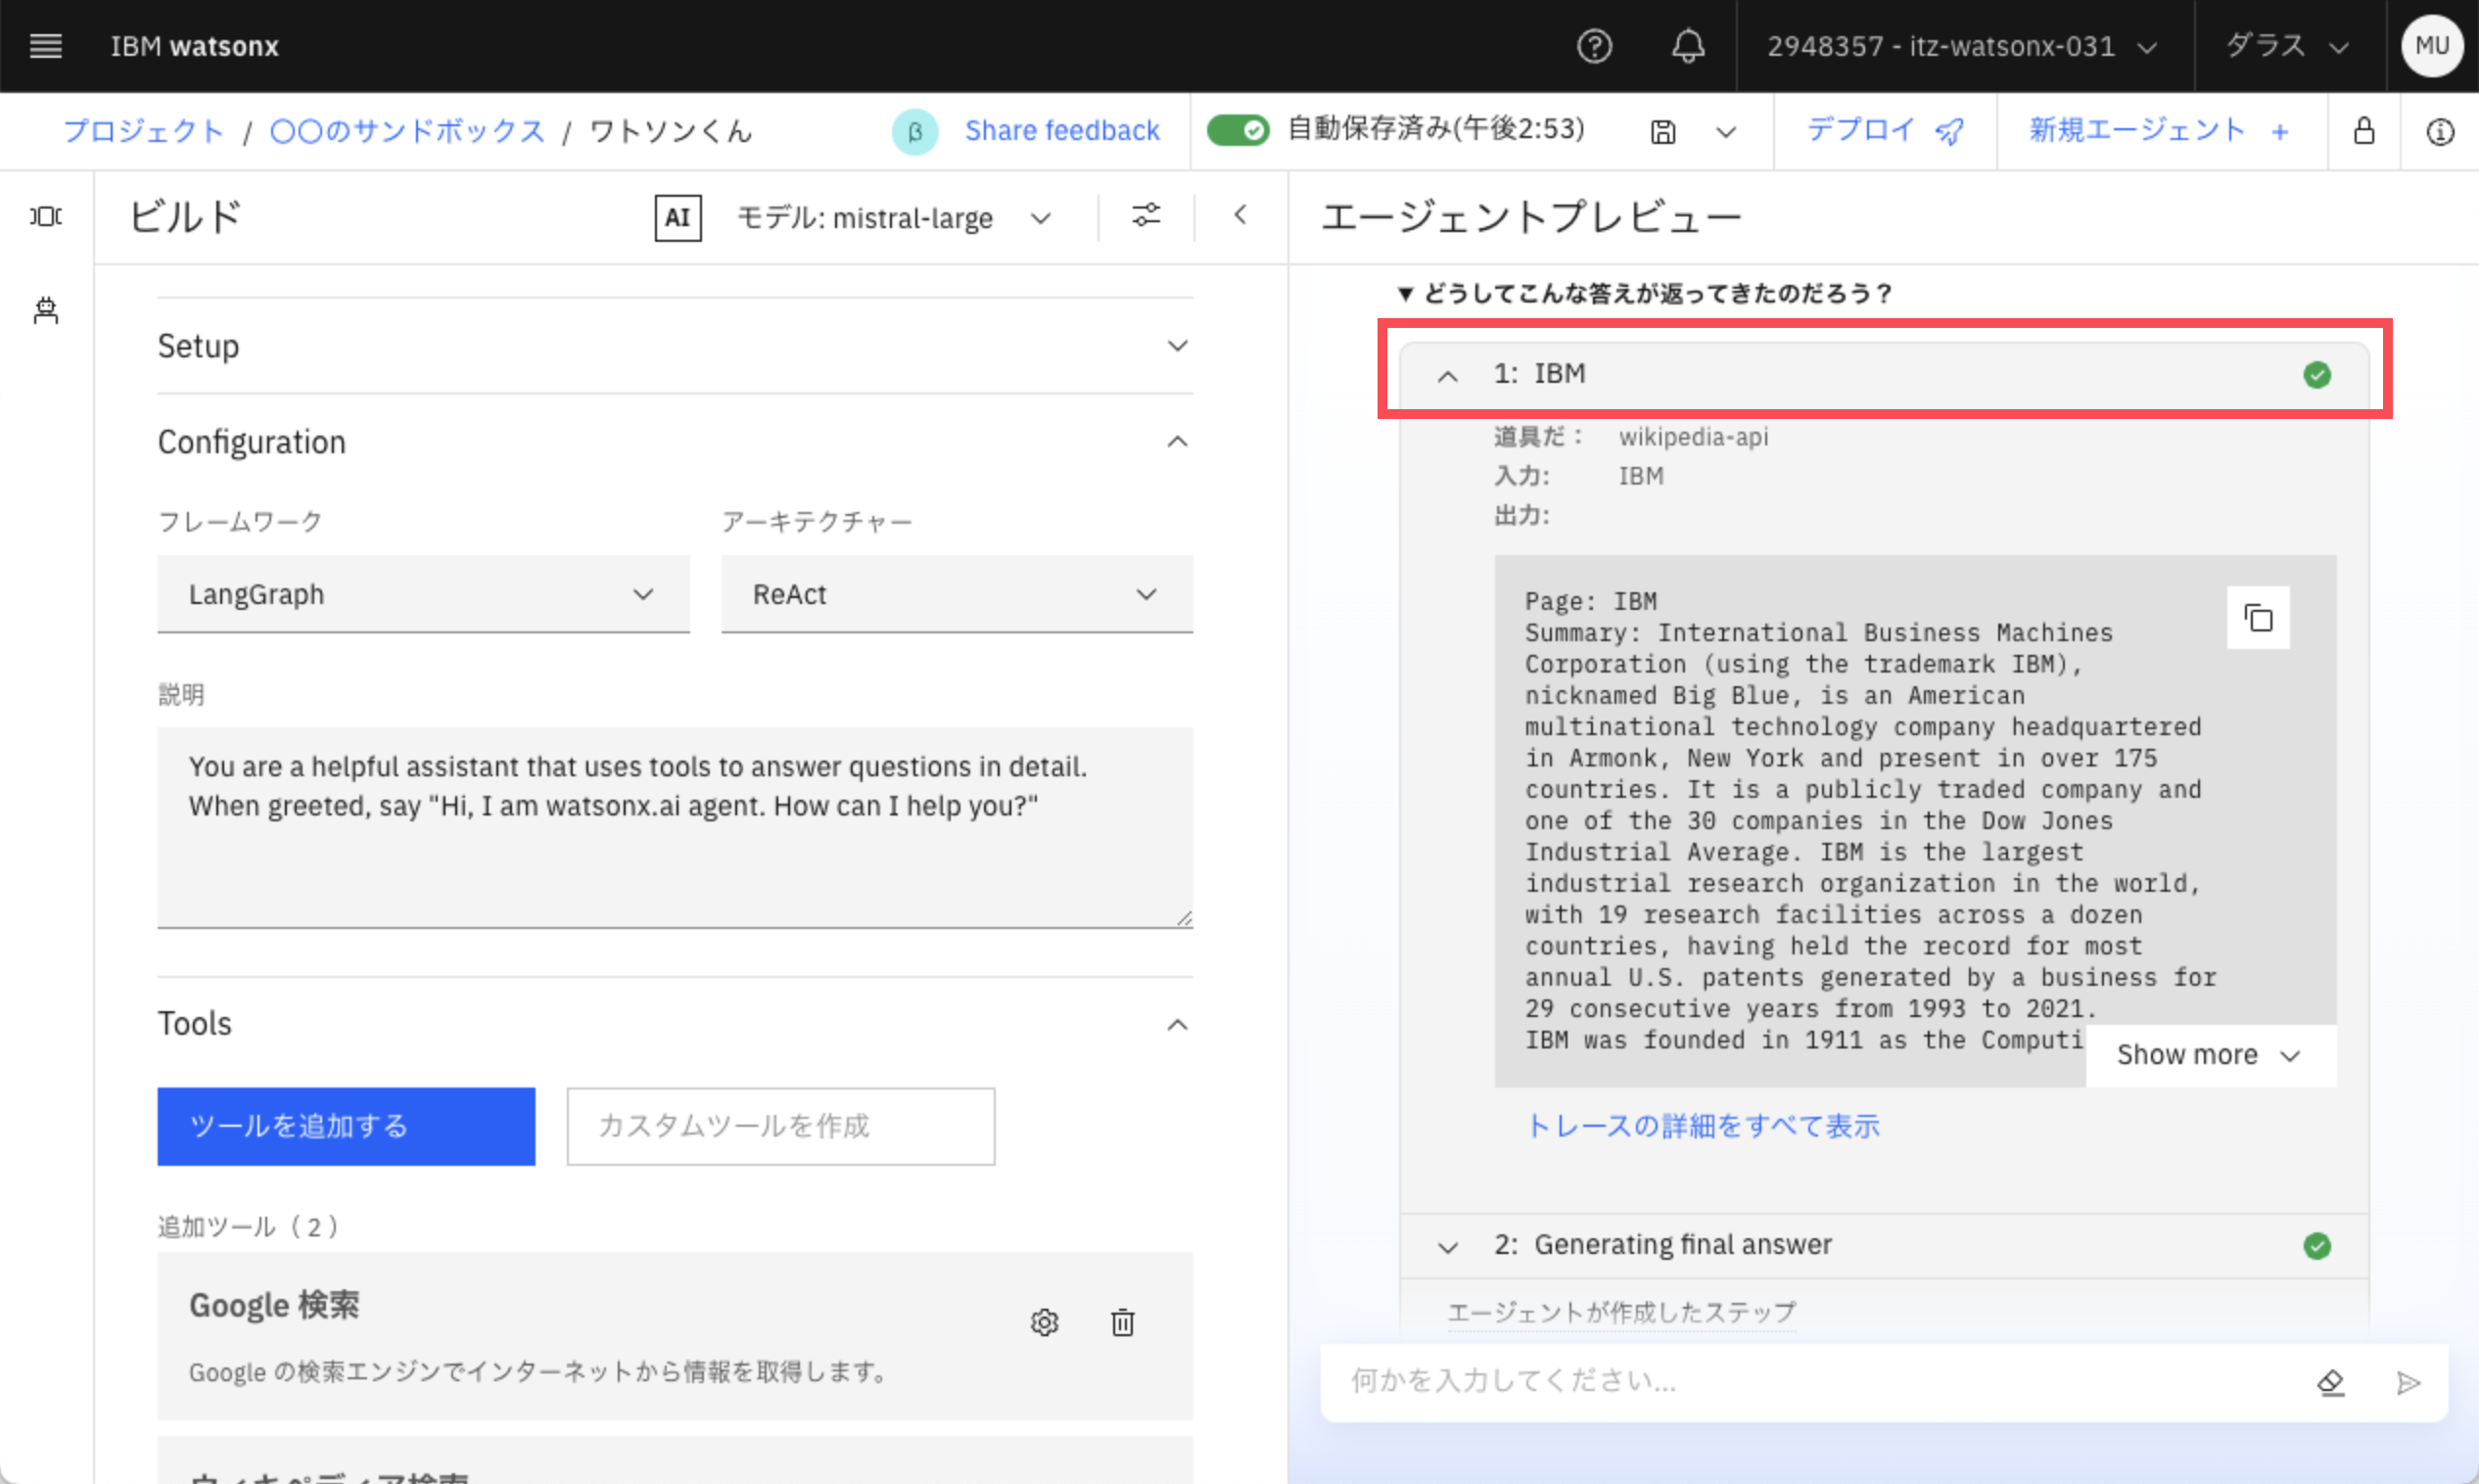 IBM watsonx
2948357 - itz-watsonx-031
ダラス
MU
プロジェクト / 〇〇のサンドボックス / ワトソンくん
β
Share feedback
自動保存済み(午後2:53)
デプロイ
新規エージェント +
ビルド
AI
モデル: mistral-large
Setup
Configuration
フレームワーク
アーキテクチャー
LangGraph
ReAct
説明
You are a helpful assistant that uses tools to answer questions in detail.
When greeted, say "Hi, I am watsonx.ai agent. How can I help you?"
Tools
ツールを追加する
カスタムツールを作成
追加ツール（2）
Google 検索
Google の検索エンジンでインターネットから情報を取得します。
ウィキペディア検索
エージェントプレビュー
▼ どうしてこんな答えが返ってきたのだろう？
1: IBM
道具だ： wikipedia-api
入力: IBM
出力:
Page: IBM
Summary: International Business Machines
Corporation (using the trademark IBM),
nicknamed Big Blue, is an American
multinational technology company headquartered
in Armonk, New York and present in over 175
countries. It is a publicly traded company and
one of the 30 companies in the Dow Jones
Industrial Average. IBM is the largest
industrial research organization in the world,
with 19 research facilities across a dozen
countries, having held the record for most
annual U.S. patents generated by a business for
29 consecutive years from 1993 to 2021.
IBM was founded in 1911 as the Computi
Show more
トレースの詳細をすべて表示
2: Generating final answer
エージェントが作成したステップ
何かを入力してください...